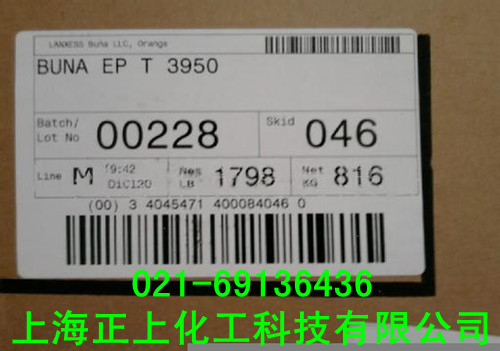 LANXESS Buna LLC, Orange
BUNA EP T 3950
Batch/
Lot No 00228 Skid 046
Line M 19:42 LB 1798 Net KG 816
(00) 3 4045471 400084046 0
021-69136436
上海正上化工科技有限公司